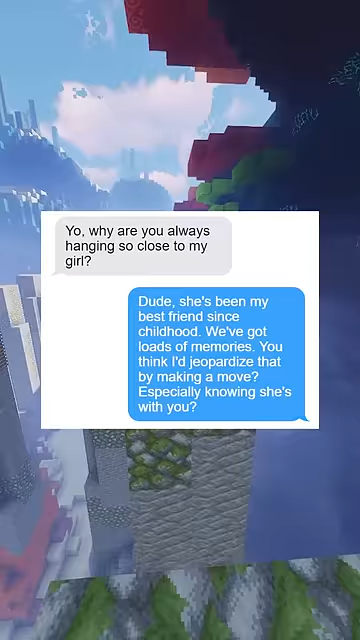 Yo, why are you always
hanging so close to my
girl?
Dude, she's been my
best friend since
childhood. We've got
loads of memories. You
think I'd jeopardize that
by making a move?
Especially knowing she's
with you?